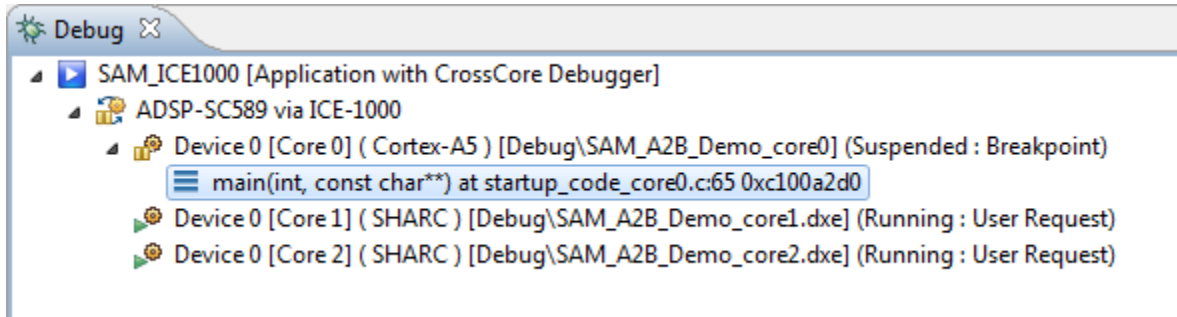 Debug
SAM_ICE1000 [Application with CrossCore Debugger]
ADSP-SC589 via ICE-1000
Device 0 [Core 0] ( Cortex-A5 ) [Debug\SAM_A2B_Demo_core0] (Suspended : Breakpoint)
main(int, const char**) at startup_code_core0.c:65 0xc100a2d0
Device 0 [Core 1] ( SHARC ) [Debug\SAM_A2B_Demo_core1.dxe] (Running : User Request)
Device 0 [Core 2] ( SHARC ) [Debug\SAM_A2B_Demo_core2.dxe] (Running : User Request)